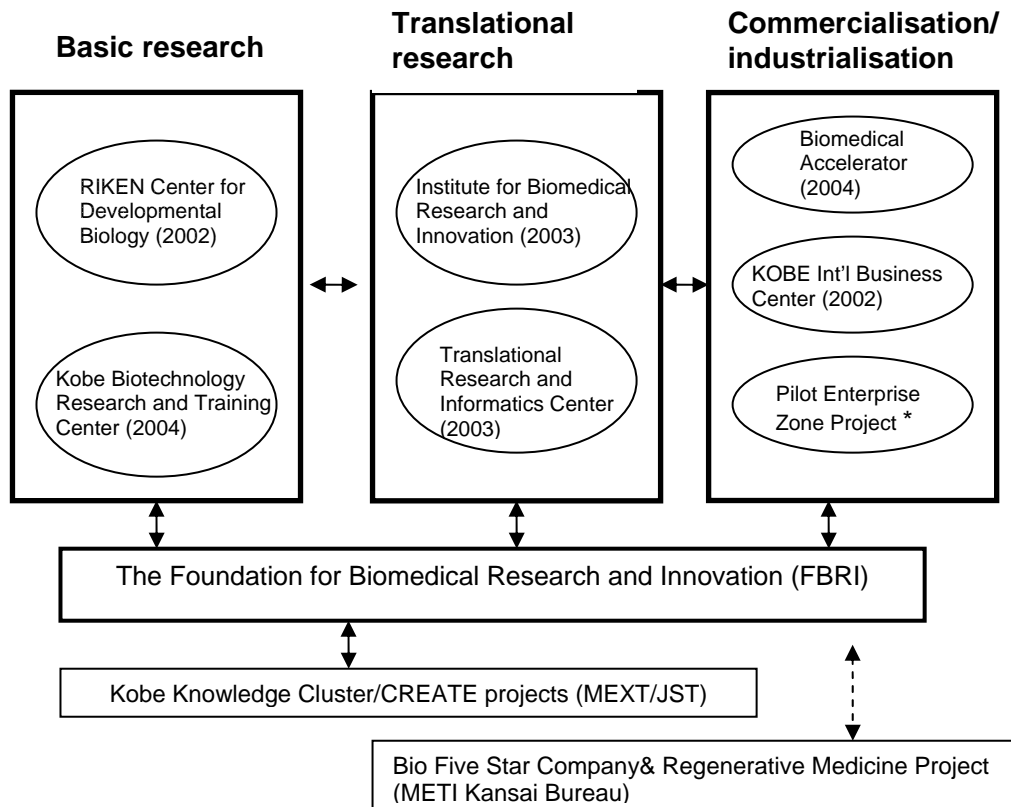 Basic research
Translational
research
Commercialisation/
industrialisation
RIKEN Center for
Developmental
Biology (2002)
Kobe Biotechnology
Research and Training
Center (2004)
Institute for Biomedical
Research and
Innovation (2003)
Translational
Research and
Informatics Center
(2003)
Biomedical
Accelerator
(2004)
KOBE Int’l Business
Center (2002)
Pilot Enterprise
Zone Project *
The Foundation for Biomedical Research and Innovation (FBRI)
Kobe Knowledge Cluster/CREATE projects (MEXT/JST)
Bio Five Star Company& Regenerative Medicine Project
(METI Kansai Bureau)